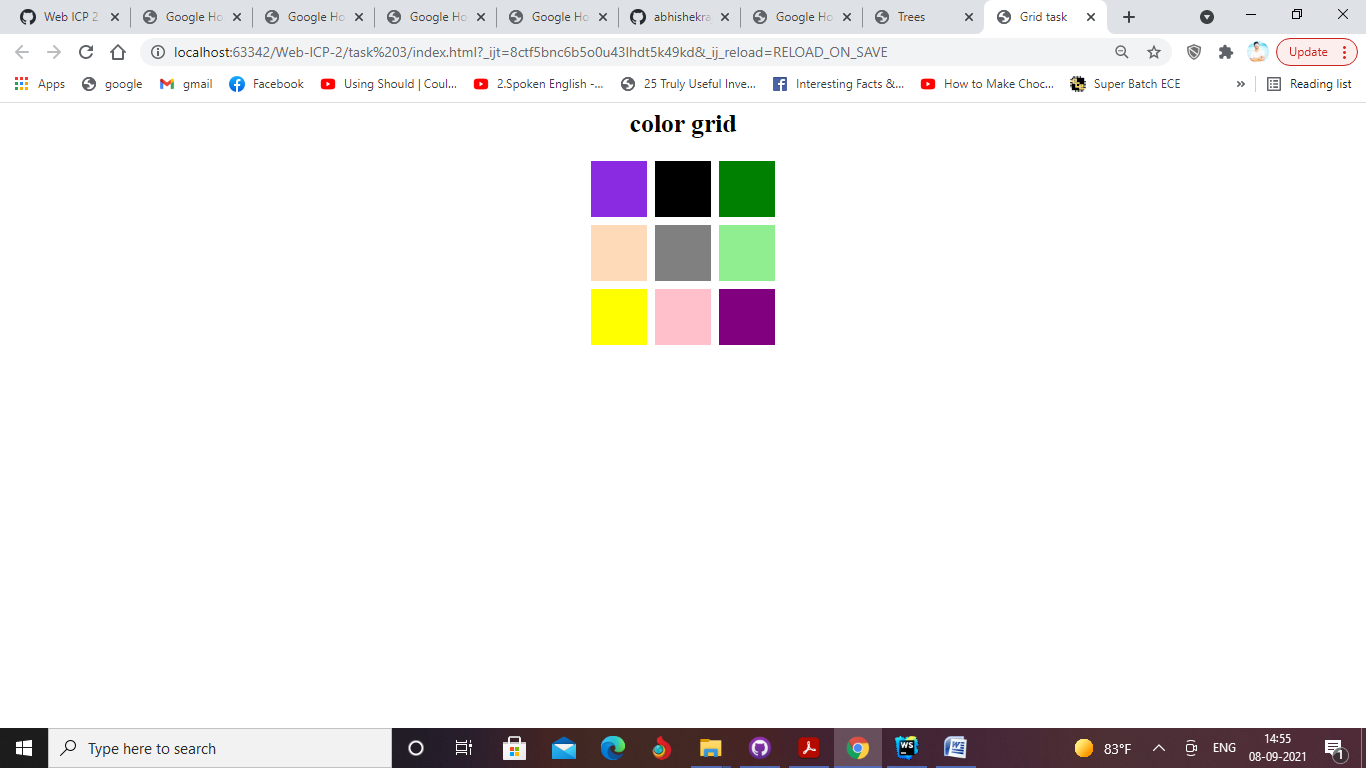 Web ICP 2
Google Ho
Google Ho
Google Ho
Google Ho
abhishekra
Google Ho
Trees
Grid task
localhost:63342/Web-ICP-2/task%203/index.html?_ijt=8ctf5bnc6b5o0u43lhdt5k49kd&_ij_reload=RELOAD_ON_SAVE
Update
Apps
google
gmail
Facebook
Using Should | Coul...
2.Spoken English -...
25 Truly Useful Inve...
Interesting Facts &...
How to Make Choc...
Super Batch ECE
»
Reading list
color grid
Type here to search
WS
W
83°F
ENG
14:55
08-09-2021
1